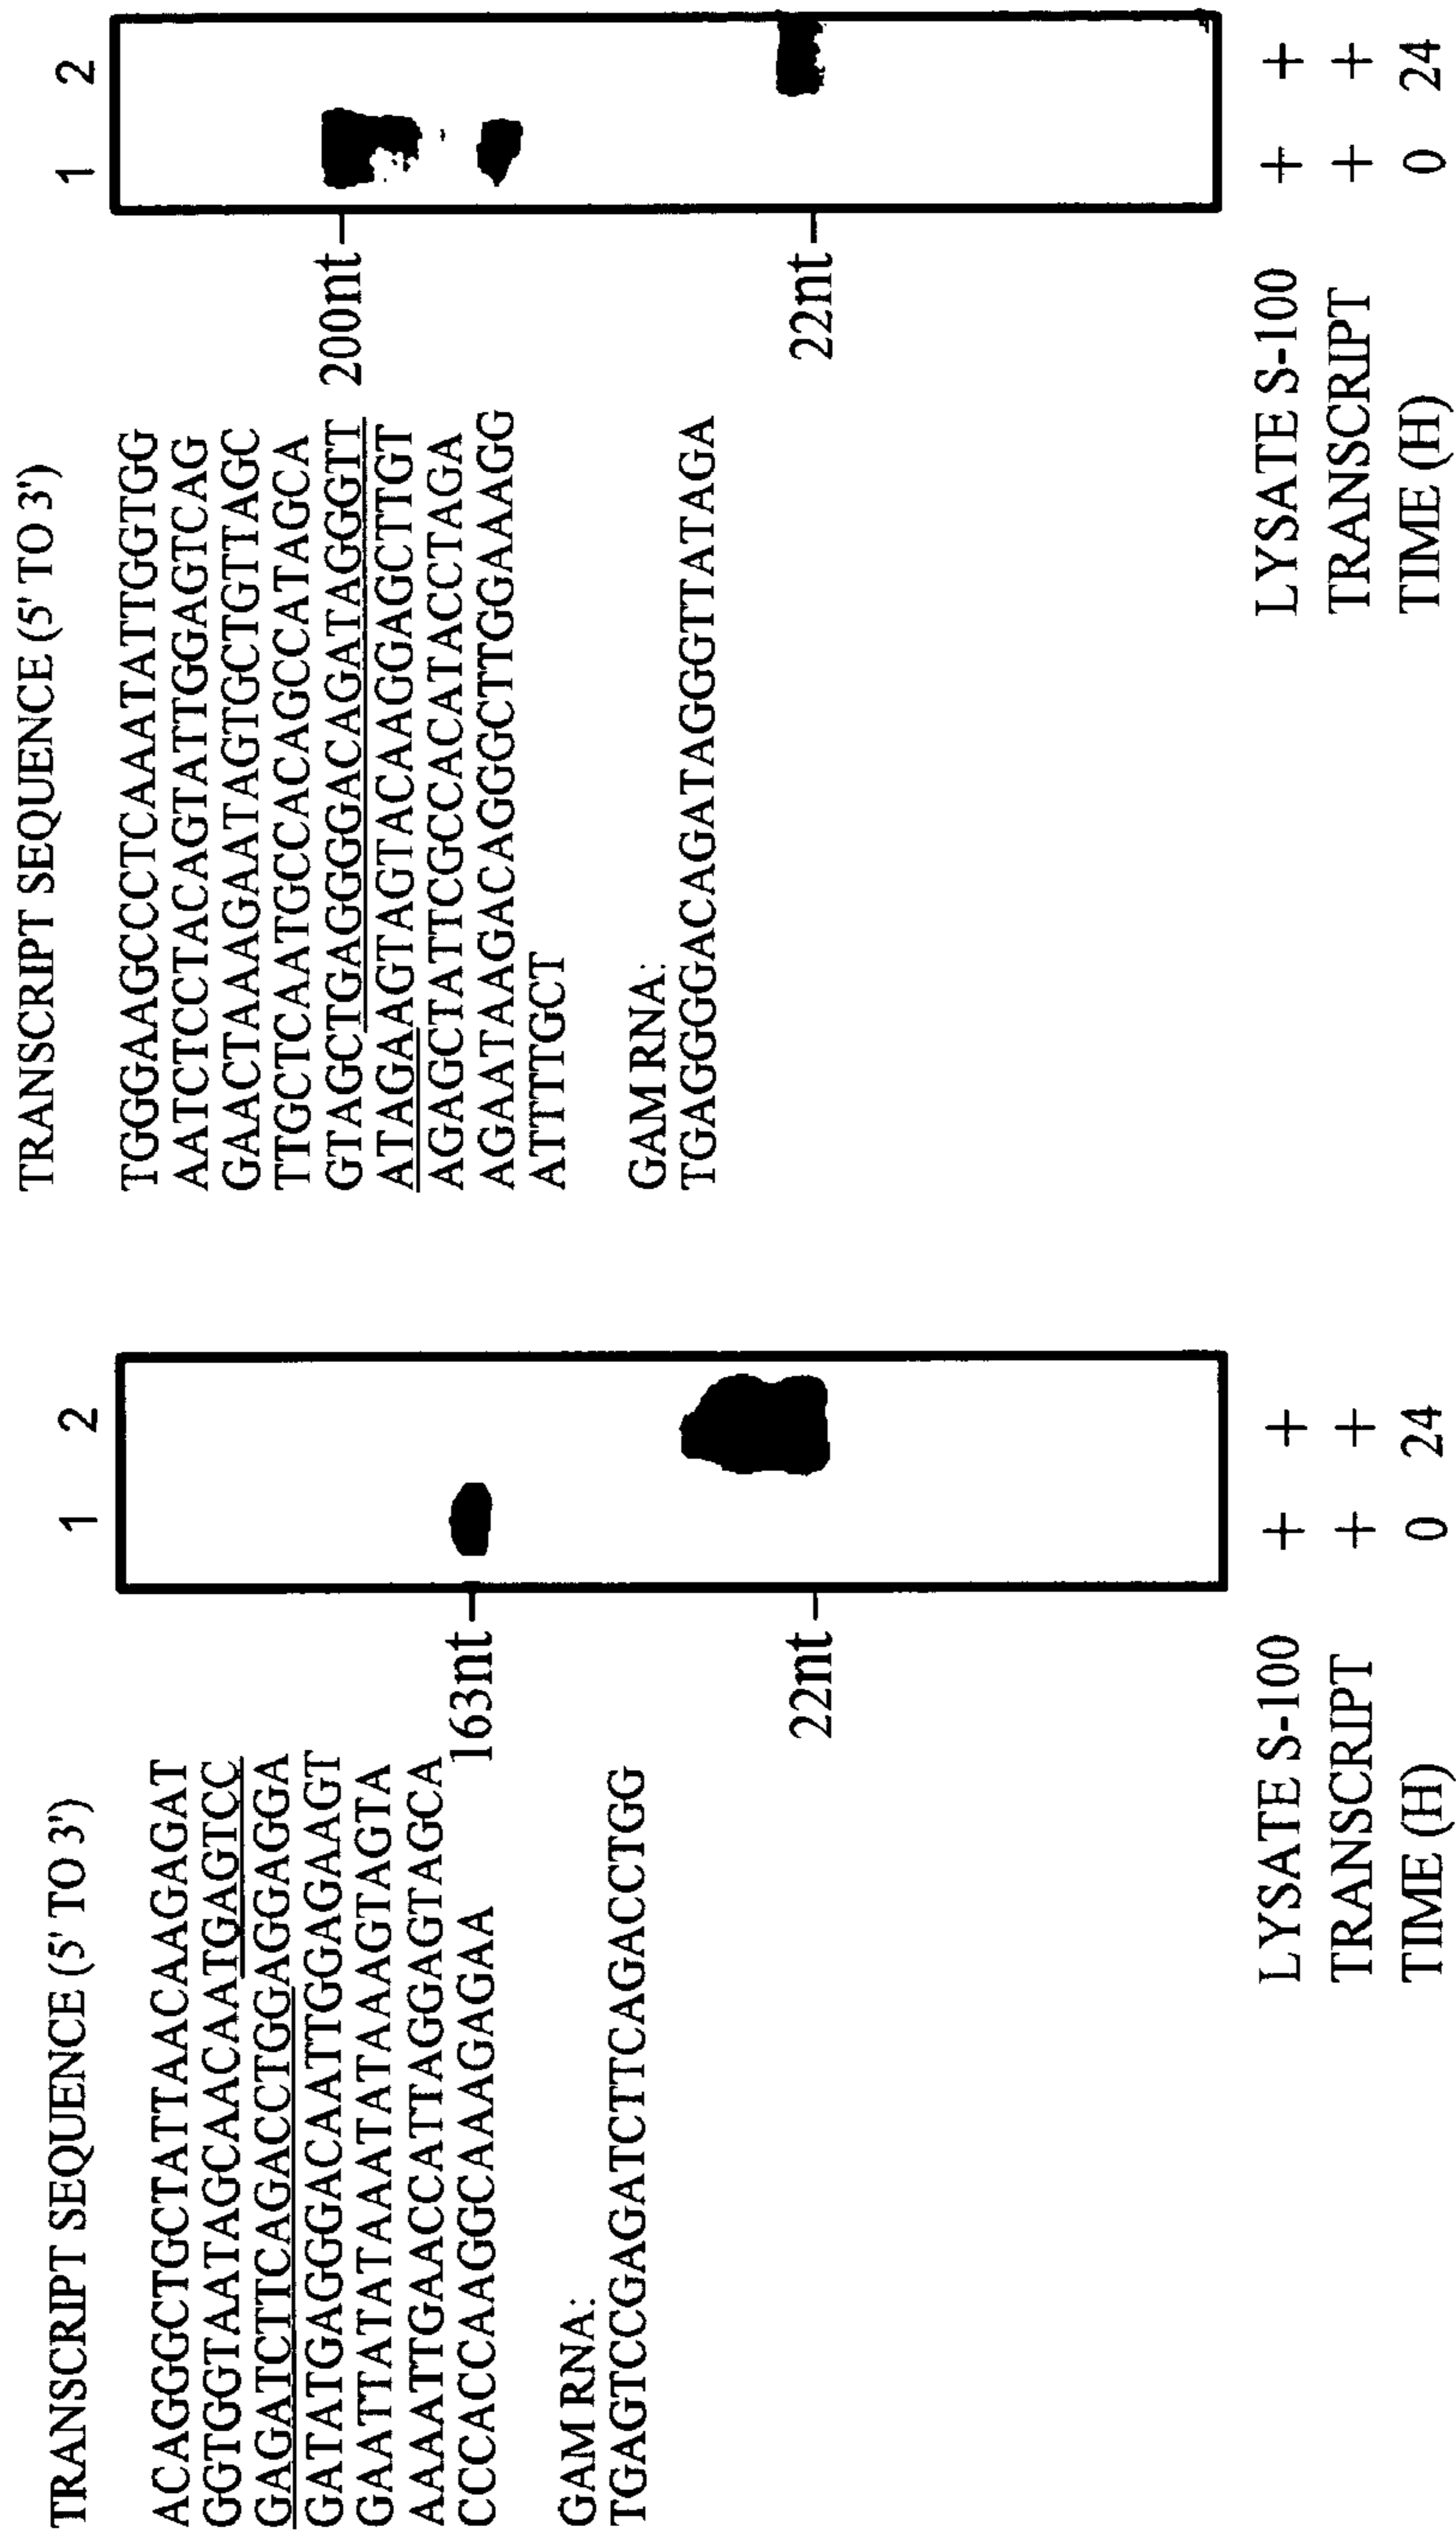 TRANSCRIPT SEQUENCE (5' TO 3')
ACAGGGCTGCTATTAACAAGAGAT
GGTGGTAATAGCAACAATGAGTCC
GAGATCTTCAGACCTGGAGGAGGA
GATATGAGGGACAATTGGAGAAGT
GAATTATATAAATATAAAGTAGTA
AAAATTGAACCATTAGGAGTAGCA
CCCACCAAGGCAAAGAGAA
GAM RNA:
TGAGTCCGAGATCTTCAGACCTGG
1 2
163nt
22nt
LYSATE S-100 + +
TRANSCRIPT + +
TIME (H) 0 24
TRANSCRIPT SEQUENCE (5' TO 3')
TGGGAAGCCCTCAAATATTGGTGG
AATCTCCTACAGTATTGGAGTCAG
GAACTAAAGAATAGTGCTGTTAGC
TTGCTCAATGCCACAGCCATAGCA
GTAGCTGAGGGGACAGATAGGGTT
ATAGAAGTAGTACAAGGAGCTTGT
AGAGCTATTCGCCACATACCTAGA
AGAATAAGACAGGGCTTGGAAAGG
ATTTTGCT
GAM RNA:
TGAGGGGACAGATAGGGTTATAGA
1 2
200nt
22nt
LYSATE S-100 + +
TRANSCRIPT + +
TIME (H) 0 24